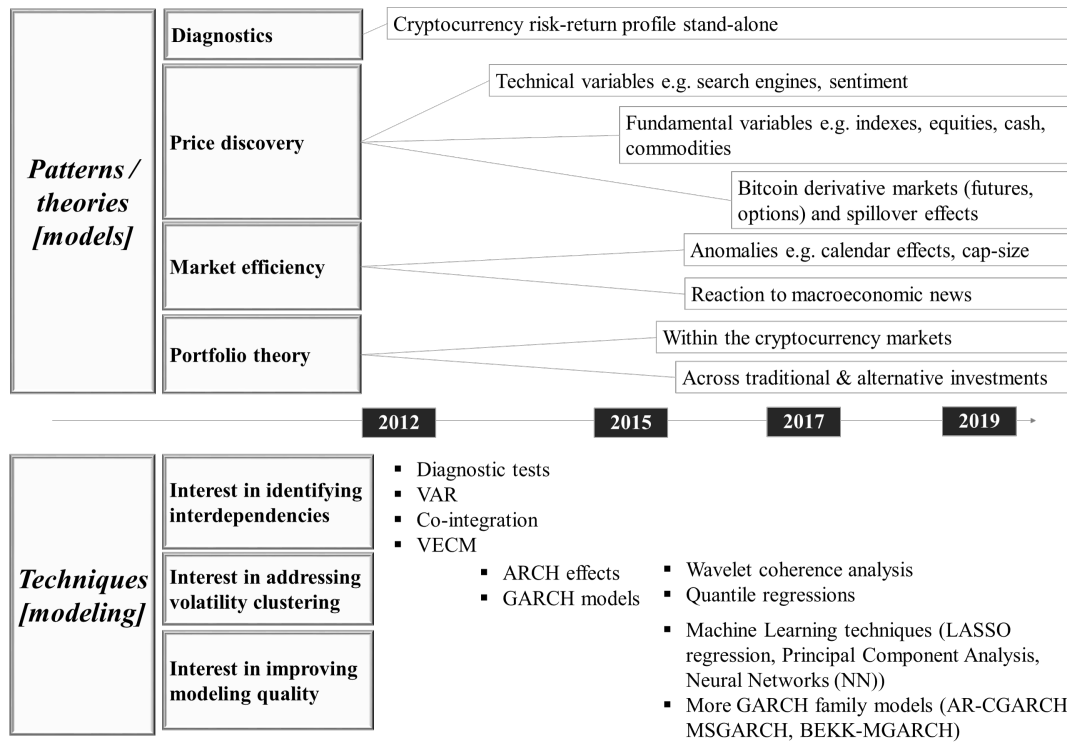 Patterns /
theories
[models]
Diagnostics
Cryptocurrency risk-return profile stand-alone
Price discovery
Technical variables e.g. search engines, sentiment
Fundamental variables e.g. indexes, equities, cash,
commodities
Bitcoin derivative markets (futures,
options) and spillover effects
Market efficiency
Anomalies e.g. calendar effects, cap-size
Reaction to macroeconomic news
Portfolio theory
Within the cryptocurrency markets
Across traditional & alternative investments
2012
2015
2017
2019
Techniques
[modeling]
Interest in identifying
interdependencies
Interest in addressing
volatility clustering
Interest in improving
modeling quality
▪ Diagnostic tests
▪ VAR
▪ Co-integration
▪ VECM
▪ ARCH effects
▪ GARCH models
▪ Wavelet coherence analysis
▪ Quantile regressions
▪ Machine Learning techniques (LASSO
regression, Principal Component Analysis,
Neural Networks (NN))
▪ More GARCH family models (AR-CGARCH
MSGARCH, BEKK-MGARCH)